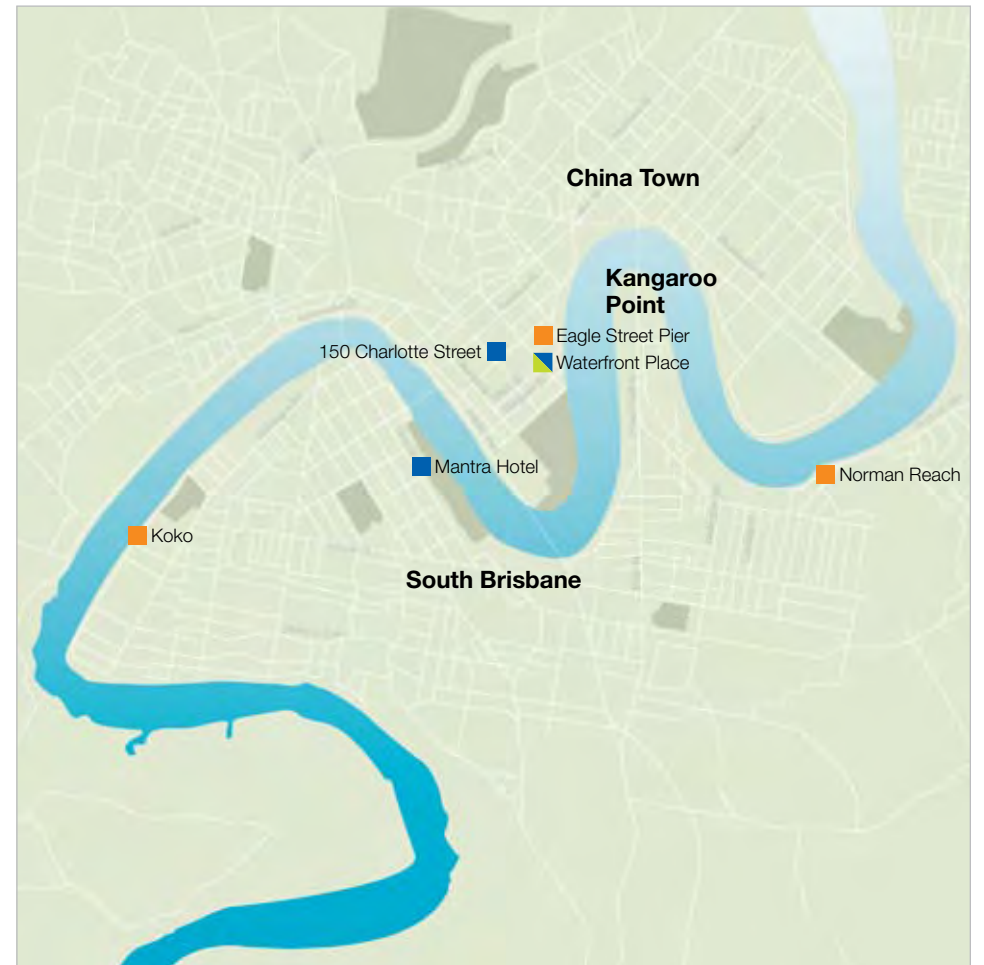 China Town
Kangaroo
Point
Eagle Street Pier
150 Charlotte Street
Waterfront Place
Mantra Hotel
Norman Reach
Koko
South Brisbane